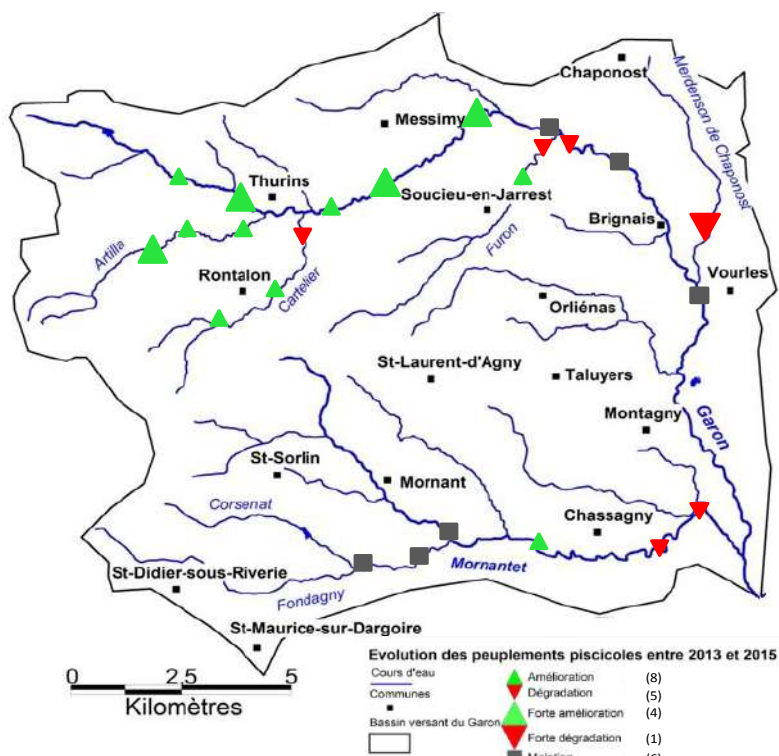 Chaponost
Merdenson de Chaponost
Messimy
Thurins
Soucieu-en-Jarrest
Brignais
Artilla
Furon
Rontalon
Cartelier
Vourles
Orliénas
St-Laurent-d'Agny
Taluyers
Garon
Montagny
St-Sorlin
Mornant
Corsenat
Chassagny
Mornantet
St-Didier-sous-Riverie
Fondagny
St-Maurice-sur-Dargoire
0 2,5 5
Kilomètres
Evolution des peuplements piscicoles entre 2013 et 2015
Cours d'eau
Communes
Bassin versant du Garon
Amélioration (8)
Dégradation (5)
Forte amélioration (4)
Forte dégradation (1)